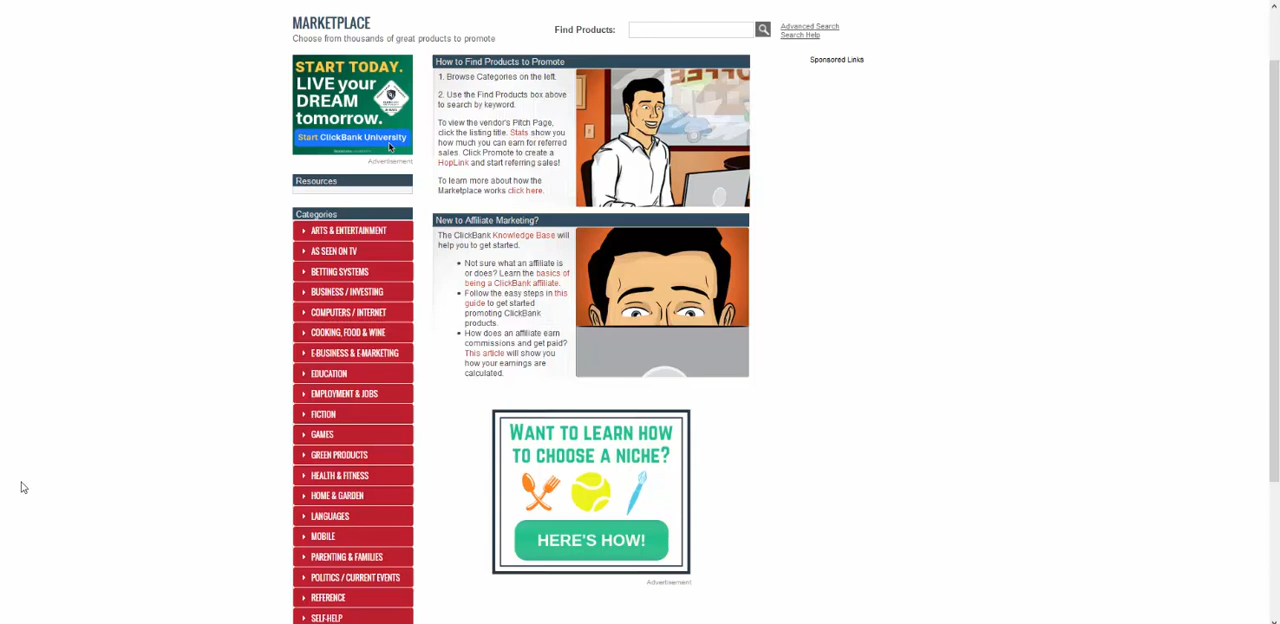 MARKETPLACE
Choose from thousands of great products to promote
Find Products:
Advanced Search
Search Help
START TODAY.
LIVE your
DREAM
tomorrow.
Start ClickBank University
Advertisement
Resources
Categories
ARTS & ENTERTAINMENT
AS SEEN ON TV
BETTING SYSTEMS
BUSINESS / INVESTING
COMPUTERS / INTERNET
COOKING, FOOD & WINE
E-BUSINESS & E-MARKETING
EDUCATION
EMPLOYMENT & JOBS
FICTION
GAMES
GREEN PRODUCTS
HEALTH & FITNESS
HOME & GARDEN
LANGUAGES
MOBILE
PARENTING & FAMILIES
POLITICS / CURRENT EVENTS
REFERENCE
SELF-HELP
How to Find Products to Promote
1. Browse Categories on the left.
2. Use the Find Products box above
to search by keyword.
To view the vendor's Pitch Page,
click the listing title. Stats show you
how much you can earn for referred
sales. Click Promote to create a
HopLink and start referring sales!
To learn more about how the
Marketplace works click here.
COFFEE
New to Affiliate Marketing?
The ClickBank Knowledge Base will
help you to get started.
• Not sure what an affiliate is
or does? Learn the basics of
being a ClickBank affiliate.
• Follow the easy steps in this
guide to get started
promoting ClickBank
products.
• How does an affiliate earn
commissions and get paid?
This article will show you
how your earnings are
calculated.
WANT TO LEARN HOW
TO CHOOSE A NICHE?
HERE'S HOW!
Advertisement
Sponsored Links